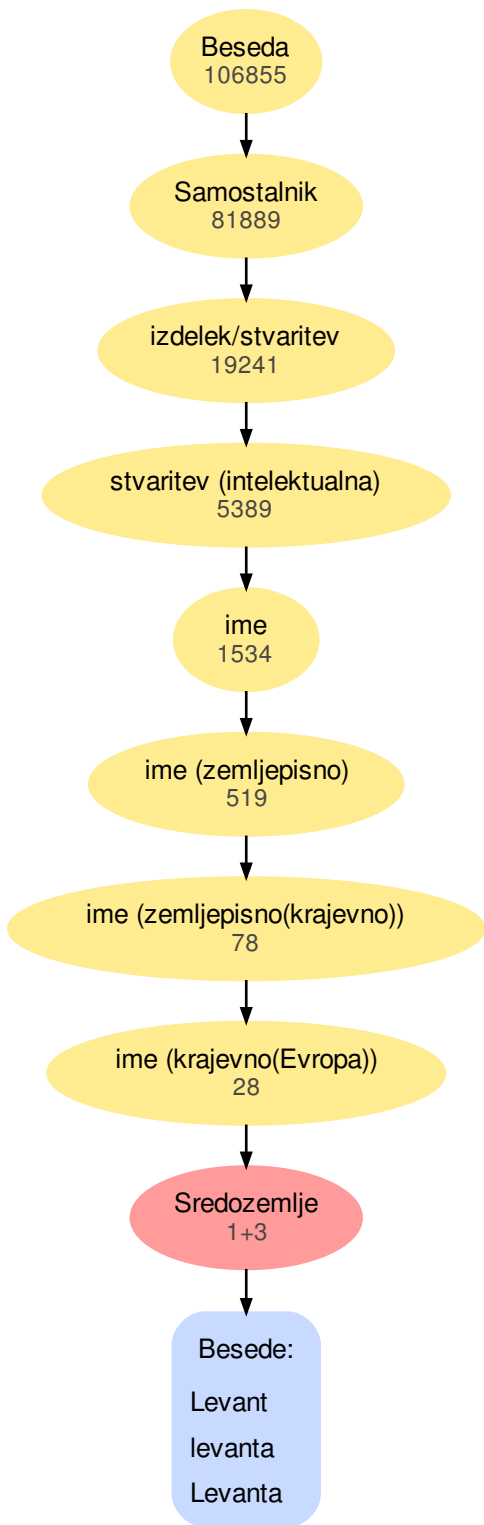 Beseda
106855
Samostalnik
81889
izdelek/stvaritev
19241
stvaritev (intelektualna)
5389
ime
1534
ime (zemljepisno)
519
ime (zemljepisno(krajevno))
78
ime (krajevno(Evropa))
28
Sredozemlje
1+3
Besede:
Levant
levanta
Levanta